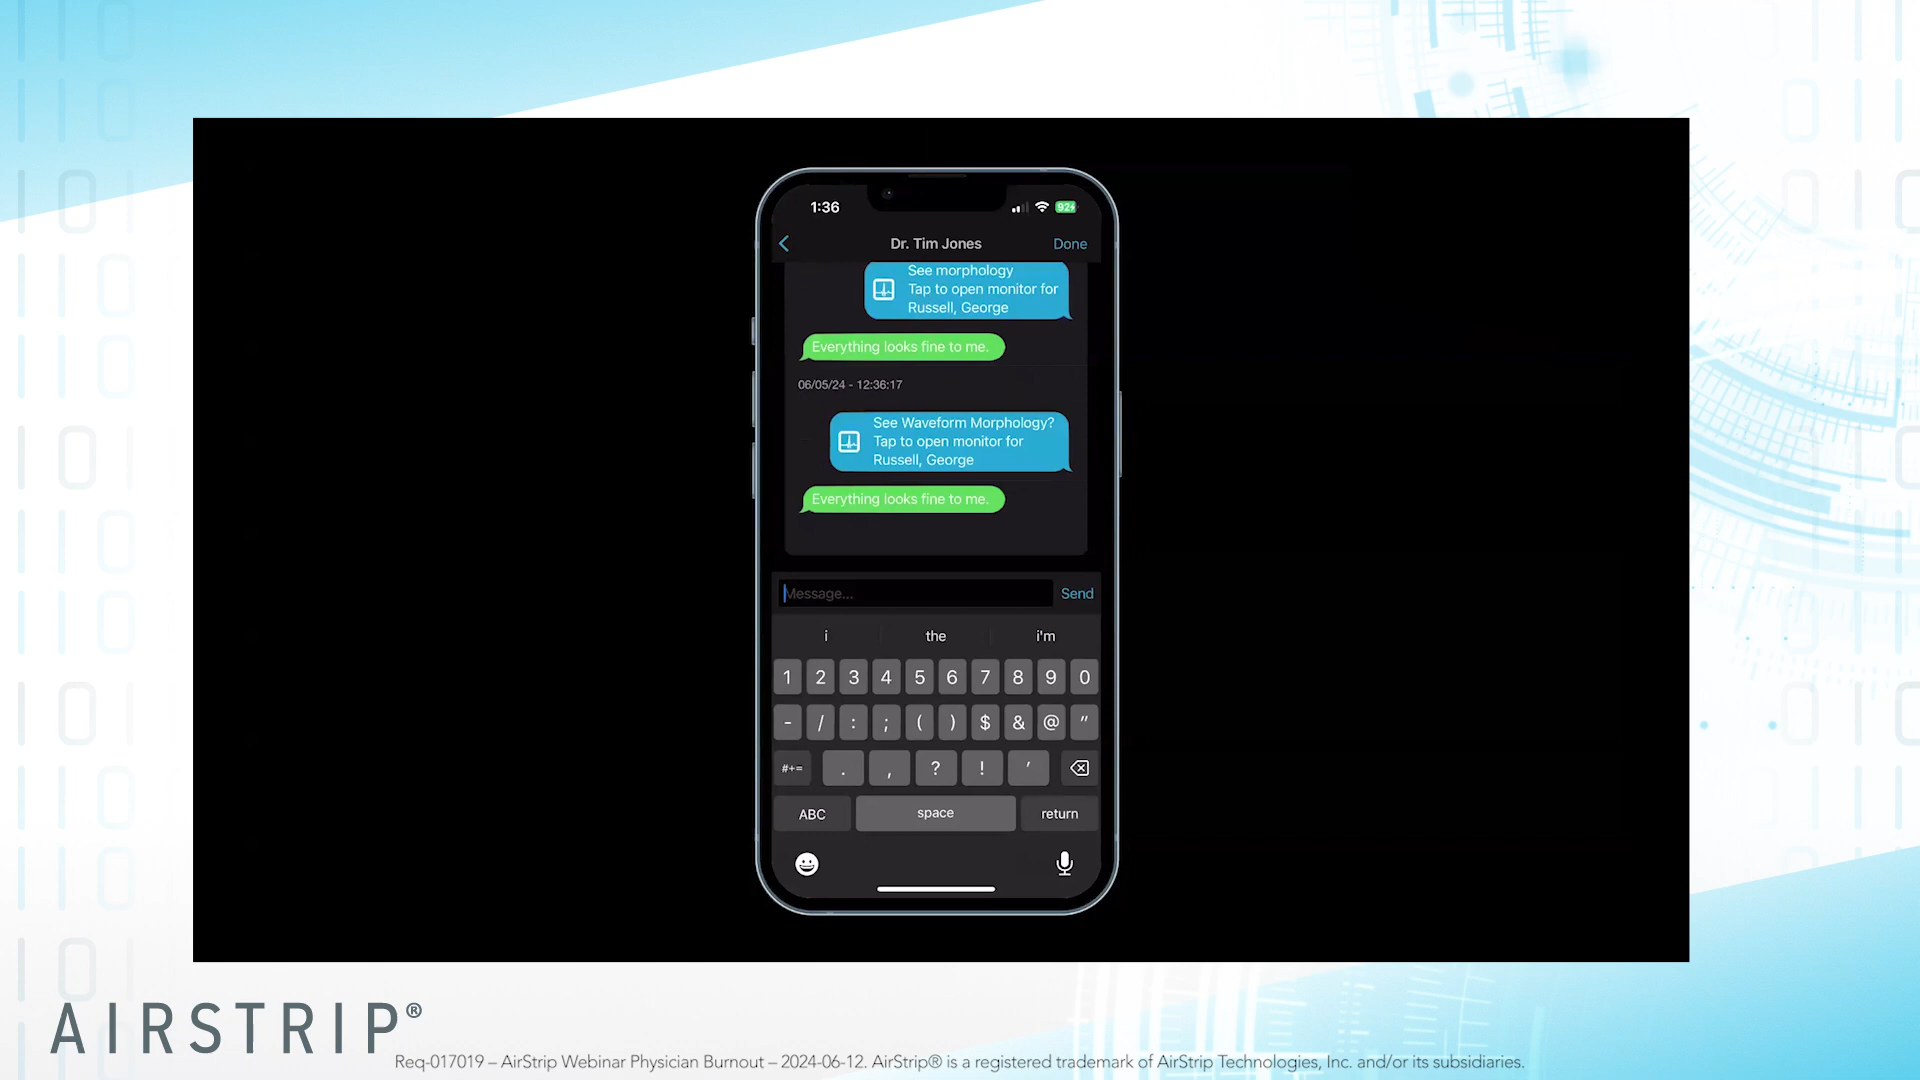 1:36
92
Dr. Tim Jones
Done
See morphology
Tap to open monitor for
Russell, George
Everything looks fine to me.
06/05/24 - 12:36:17
See Waveform Morphology?
Tap to open monitor for
Russell, George
Everything looks fine to me.
Message...
Send
i the i'm
1 2 3 4 5 6 7 8 9 0
- / : ; ( ) $ & @ "
#+= . , ? ! '
ABC space return
AIRSTRIP®
Req-017019 – AirStrip Webinar Physician Burnout – 2024-06-12. AirStrip® is a registered trademark of AirStrip Technologies, Inc. and/or its subsidiaries.